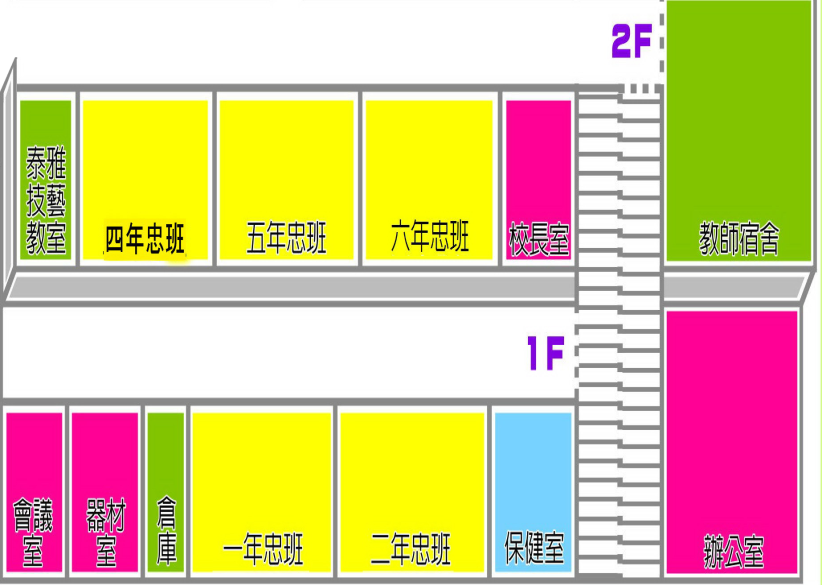 2F
泰雅
技藝
教室
四年忠班
五年忠班
六年忠班
校長室
教師宿舍
1F
會議
室
器材
室
倉
庫
一年忠班
二年忠班
保健室
辦公室